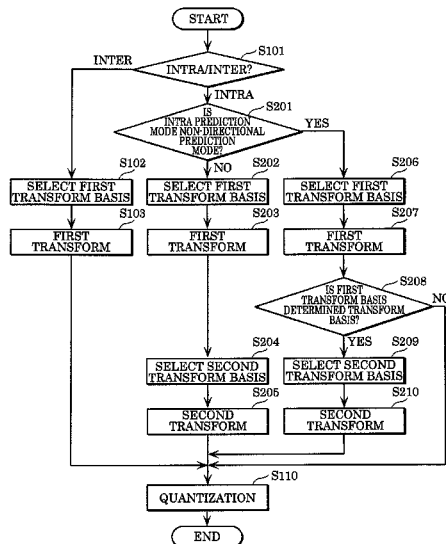 START
S101
INTER
INTRA/INTER?
INTRA
S201
IS
INTRA PREDICTION
MODE NON-DIRECTIONAL
PREDICTION
MODE?
YES
NO
S102
SELECT FIRST
TRANSFORM BASIS
S202
SELECT FIRST
TRANSFORM BASIS
S206
SELECT FIRST
TRANSFORM BASIS
S103
FIRST
TRANSFORM
S203
FIRST
TRANSFORM
S207
FIRST
TRANSFORM
S208
IS FIRST
TRANSFORM BASIS
DETERMINED TRANSFORM
BASIS?
NO
YES
S204
SELECT SECOND
TRANSFORM BASIS
S209
SELECT SECOND
TRANSFORM BASIS
S205
SECOND
TRANSFORM
S210
SECOND
TRANSFORM
S110
QUANTIZATION
END